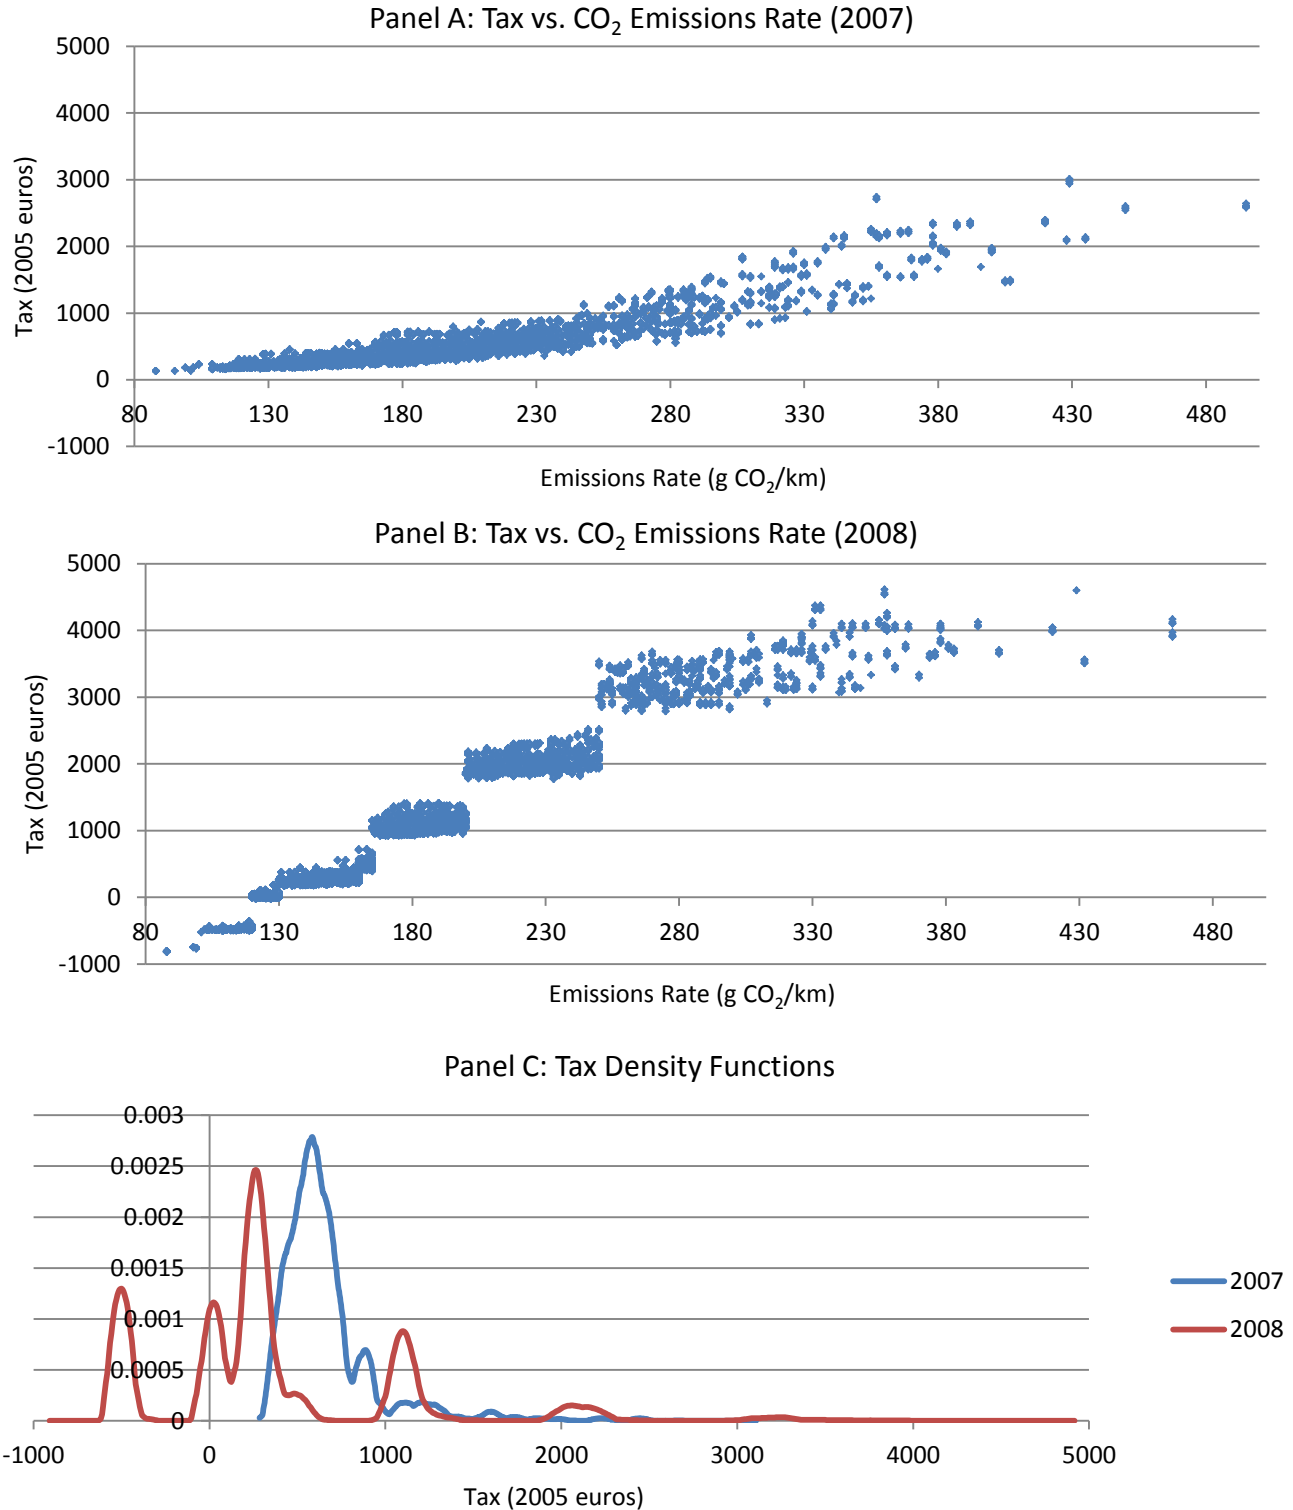 Panel A: Tax vs. CO₂ Emissions Rate (2007)
5000
4000
3000
2000
1000
0
-1000
Tax (2005 euros)
80 130 180 230 280 330 380 430 480
Emissions Rate (g CO₂/km)
Panel B: Tax vs. CO₂ Emissions Rate (2008)
5000
4000
3000
2000
1000
0
-1000
Tax (2005 euros)
80 130 180 230 280 330 380 430 480
Emissions Rate (g CO₂/km)
Panel C: Tax Density Functions
0.003
0.0025
0.002
0.0015
0.001
0.0005
0
2007
2008
-1000 0 1000 2000 3000 4000 5000
Tax (2005 euros)